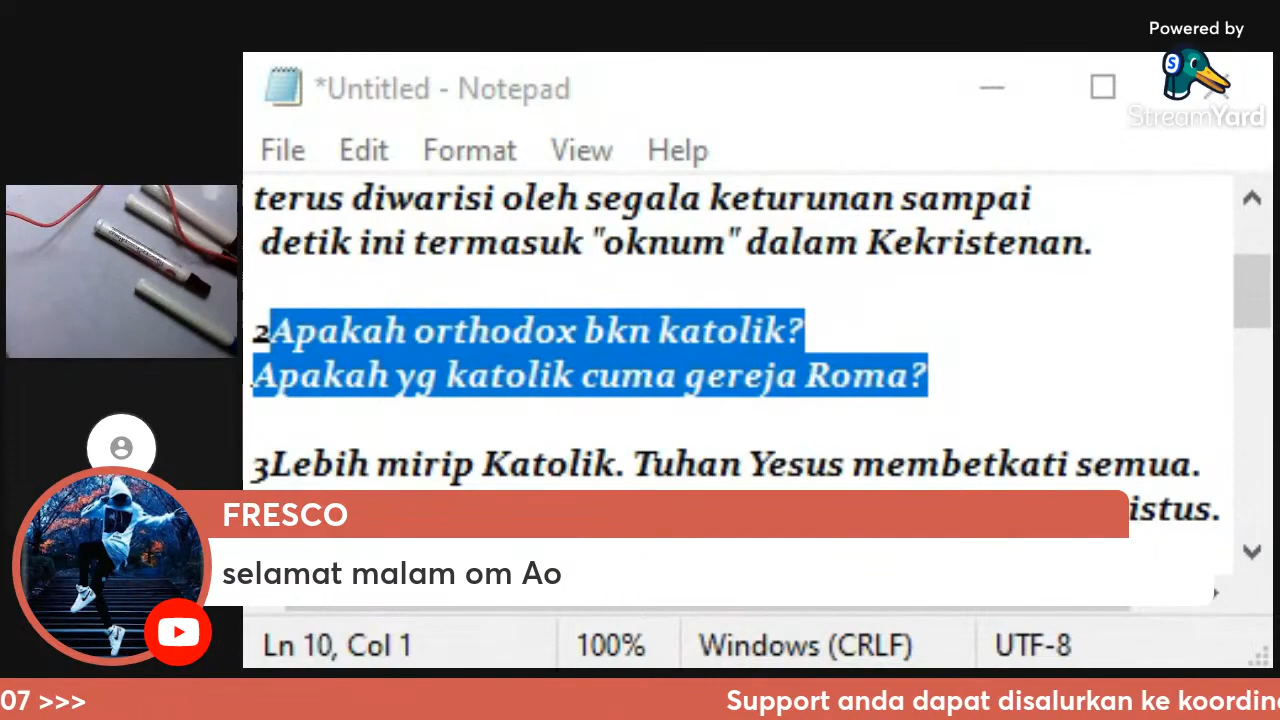 Powered by
StreamYard
*Untitled - Notepad
File Edit Format View Help
terus diwarisi oleh segala keturunan sampai
detik ini termasuk "oknum" dalam Kekristenan.
2Apakah orthodox bkn katolik?
Apakah yg katolik cuma gereja Roma?
3Lebih mirip Katolik. Tuhan Yesus membetkati semua.
istus.
FRESCO
selamat malam om Ao
Ln 10, Col 1 100% Windows (CRLF) UTF-8
07 >>> Support anda dapat disalurkan ke koordin